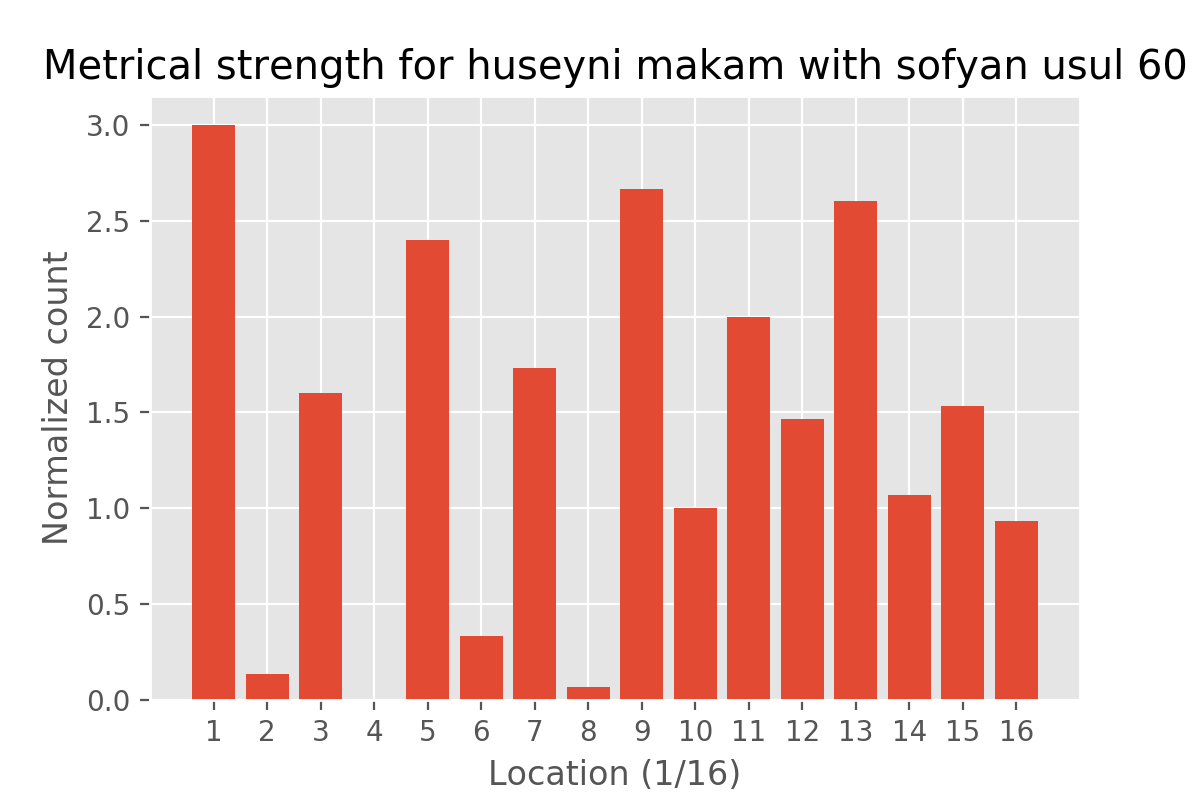 Metrical strength for huseyni makam with sofyan usul 60
3.0
2.5
2.0
1.5
1.0
0.5
0.0
Normalized count
1 2 3 4 5 6 7 8 9 10 11 12 13 14 15 16
Location (1/16)